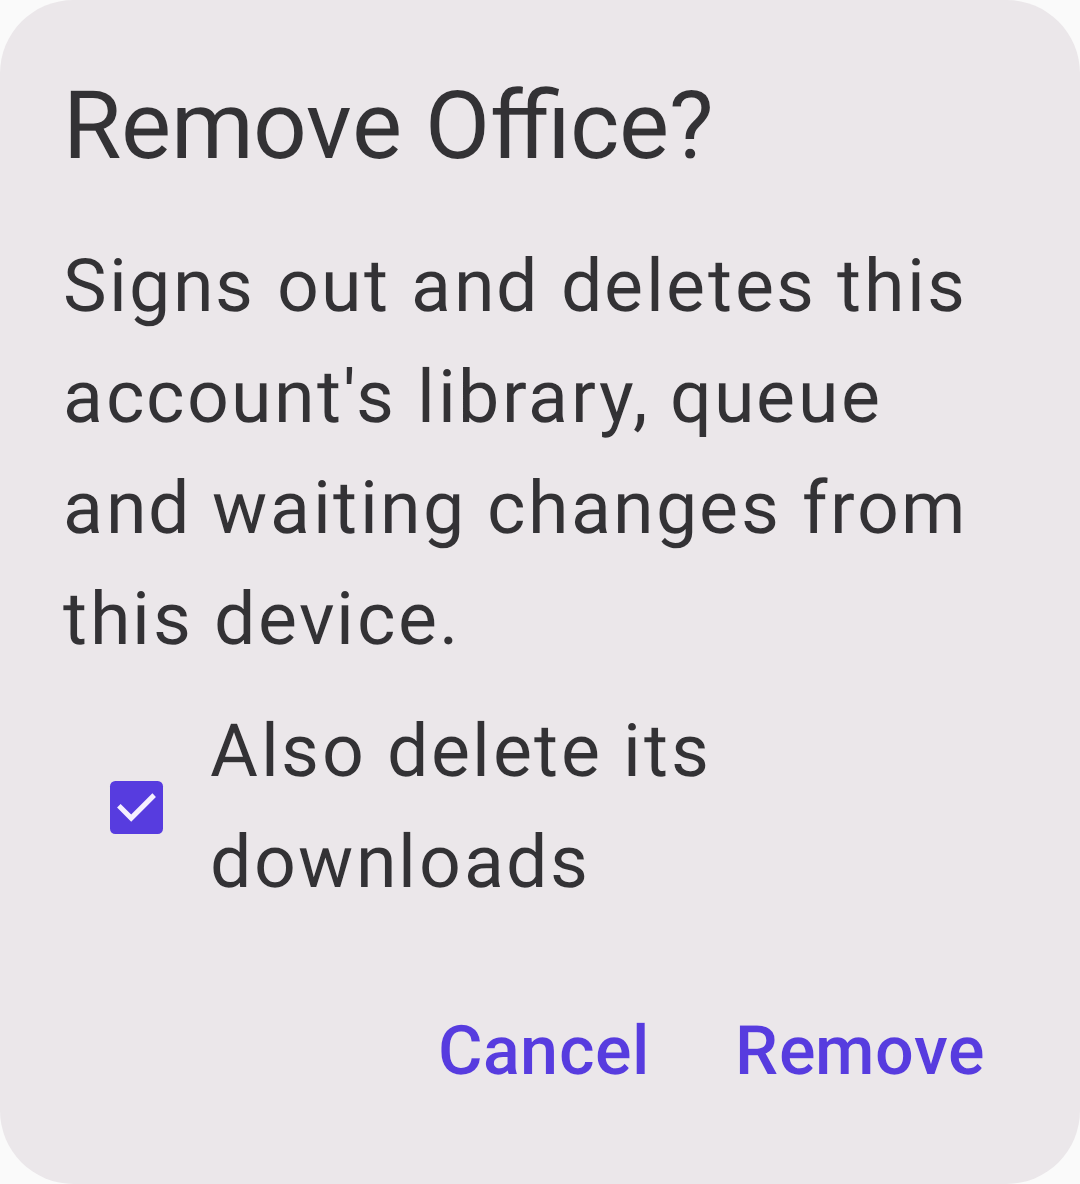 Remove Office?
Signs out and deletes this
account's library, queue
and waiting changes from
this device.
Also delete its
downloads
Cancel Remove